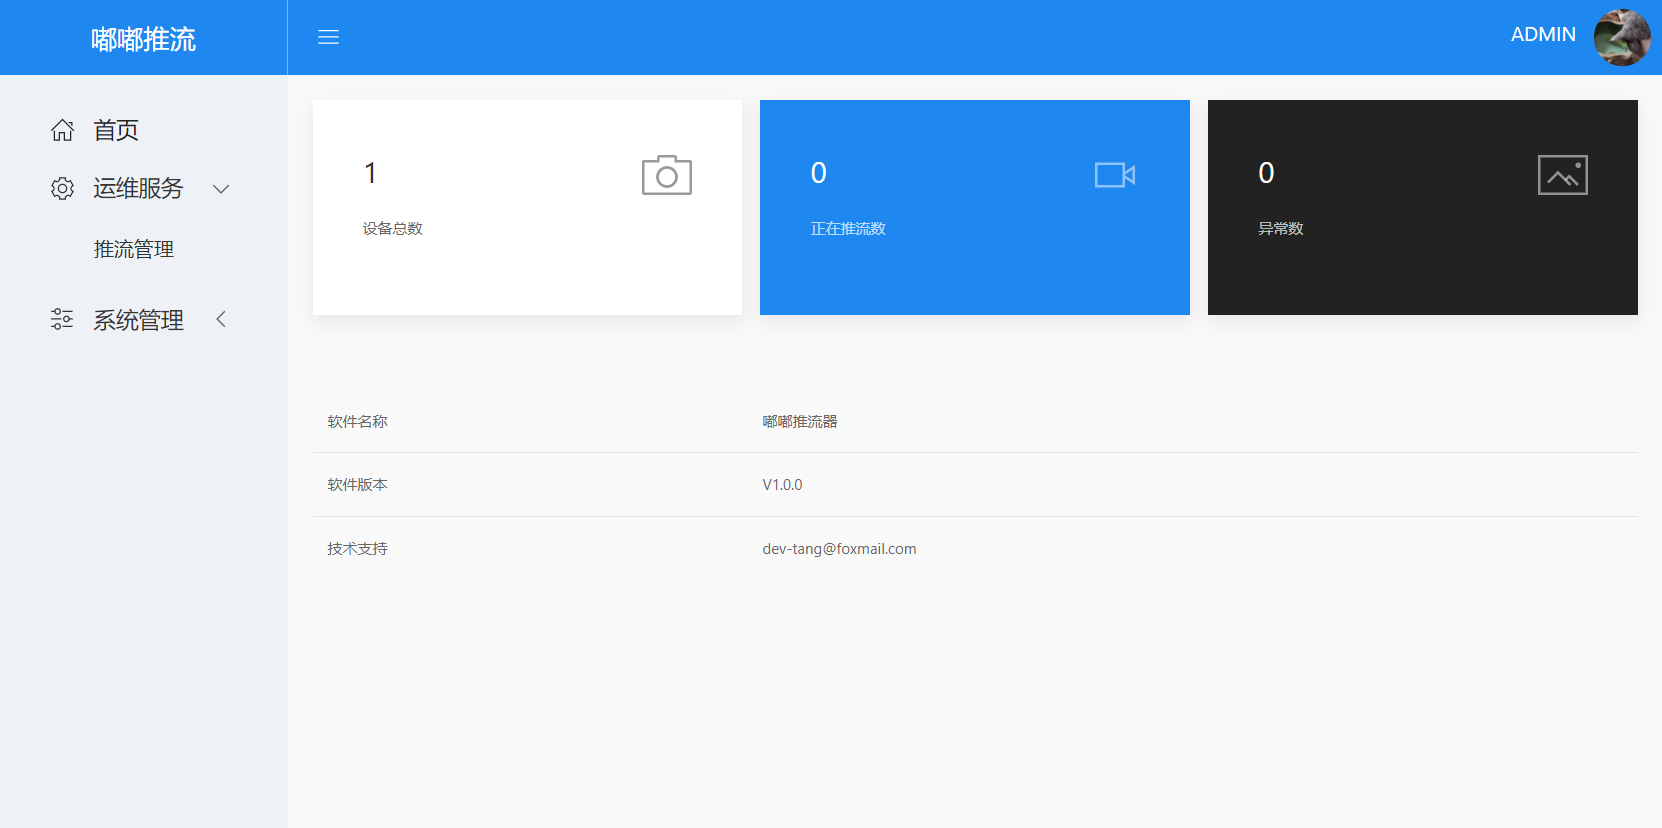 嘟嘟推流
ADMIN
首页
运维服务
推流管理
系统管理
1
设备总数
0
正在推流数
0
异常数
软件名称 嘟嘟推流器
软件版本 V1.0.0
技术支持 dev-tang@foxmail.com